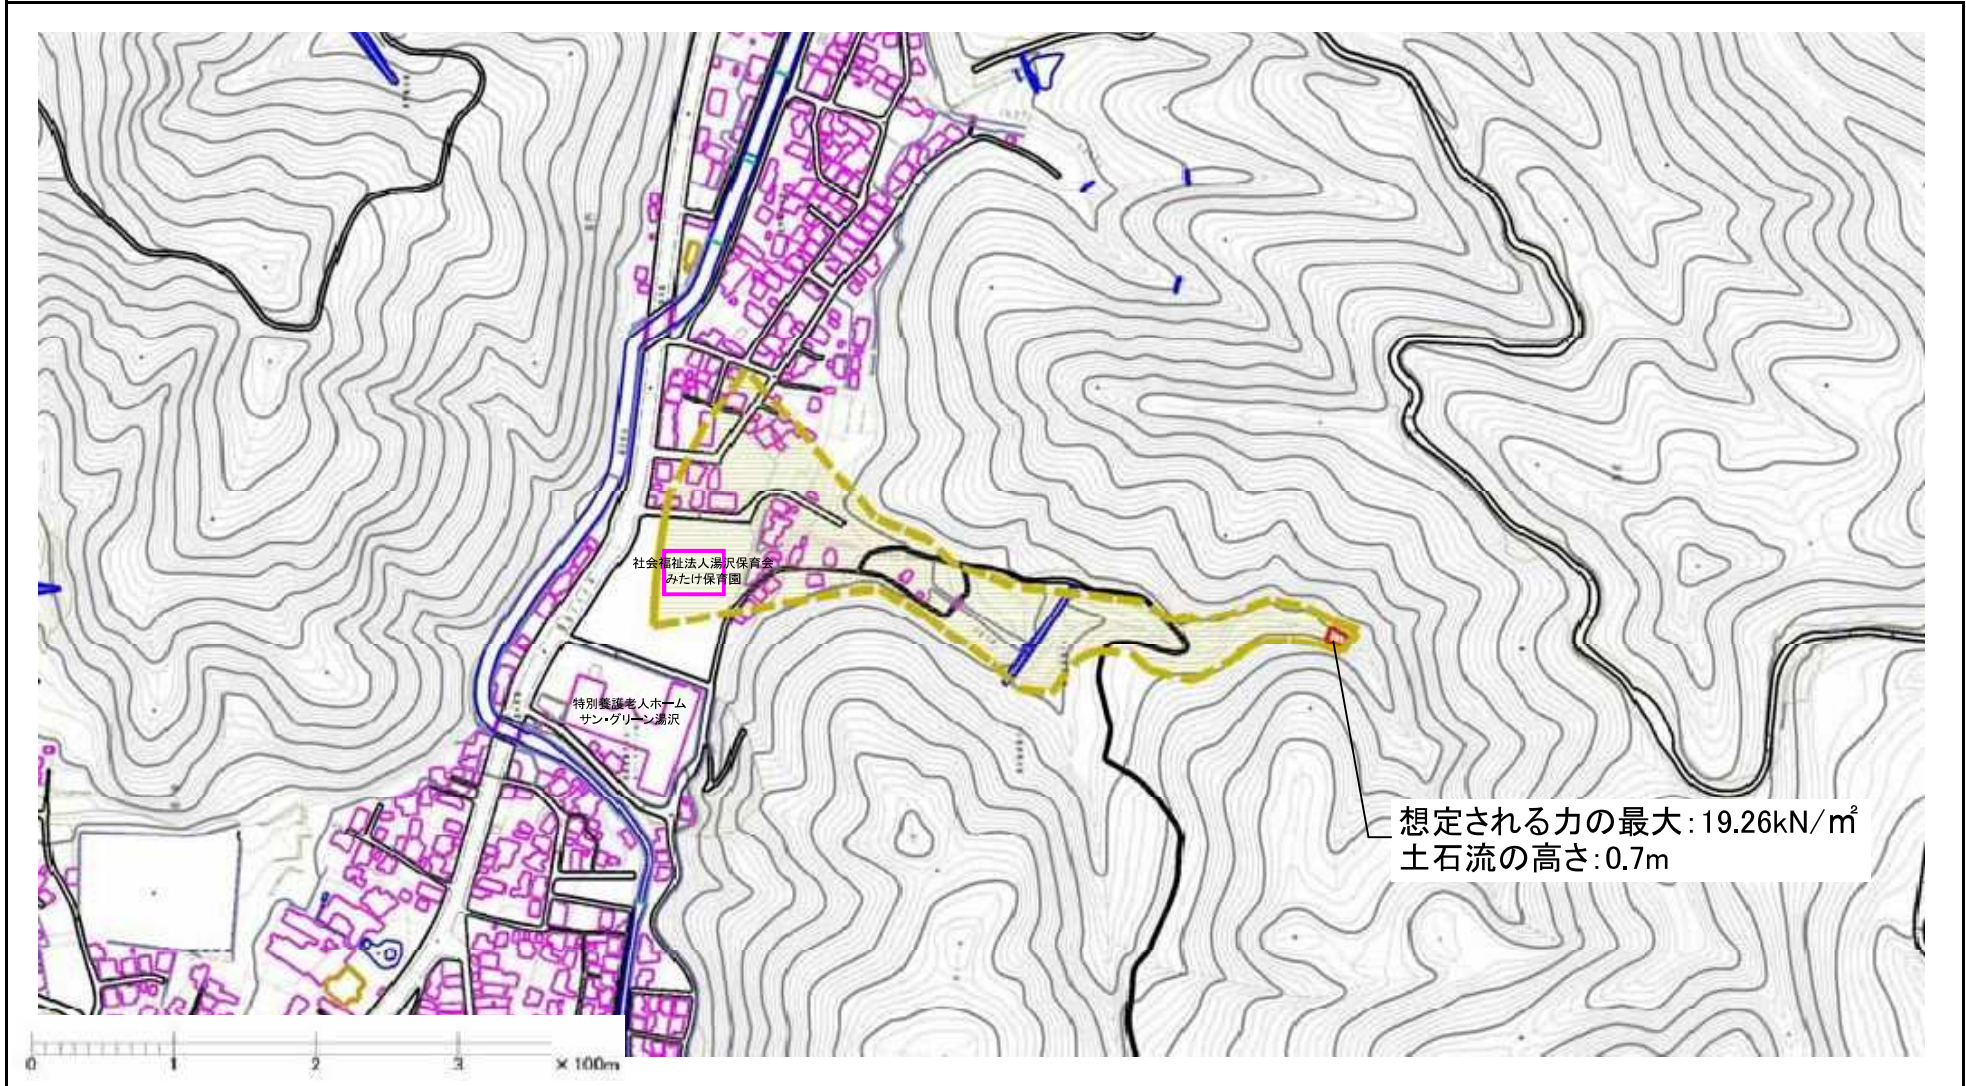 社会福祉法人湯沢保育会
みたけ保育園
特別養護老人ホーム
サン・グリーン湯沢
想定される力の最大:19.26kN/㎡
土石流の高さ:0.7m
0 1 2 3 × 100m